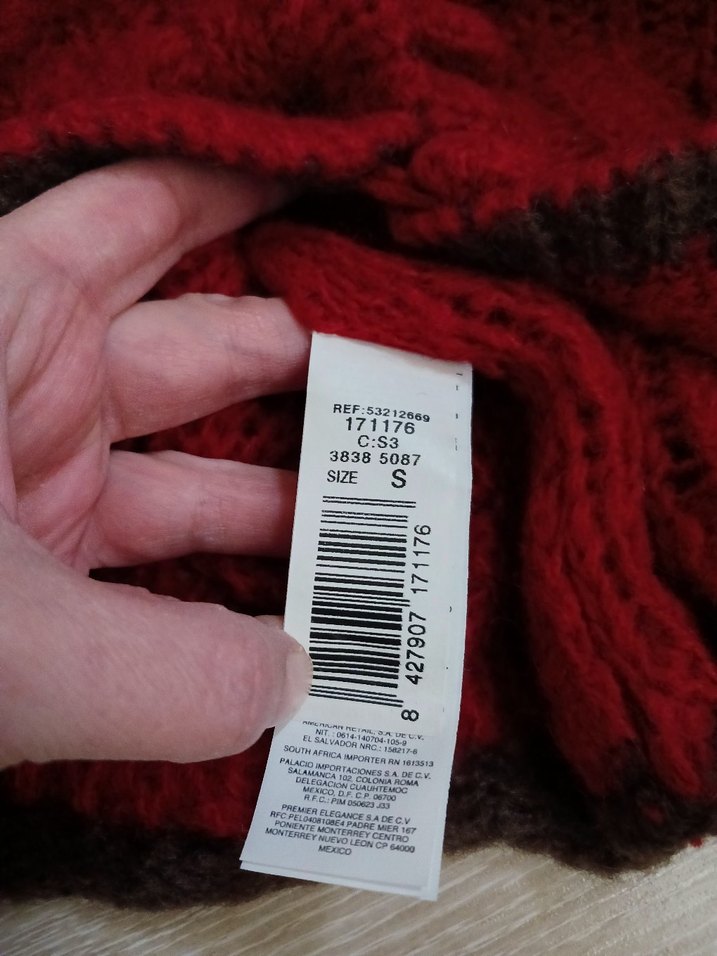 REF:53212669
171176
C:S3
3838 5087
SIZE S
8 427907 171176
AMERICAN RETAIL, S.A. DE C.V.
NIT. : 0614-140704-105-9
EL SALVADOR NRC.: 158217-6
SOUTH AFRICA IMPORTER RN 1613513
PALACIO IMPORTACIONES S.A. DE C.V.
SALAMANCA 102, COLONIA ROMA
DELEGACION CUAUHTEMOC
MEXICO, D.F. C.P. 06700
R.F.C.: PIM 050623 J33
PREMIER ELEGANCE S.A DE C.V
RFC.PEL0408108E4 PADRE MIER 167
PONIENTE MONTERREY CENTRO
MONTERREY NUEVO LEON CP 64000
MEXICO